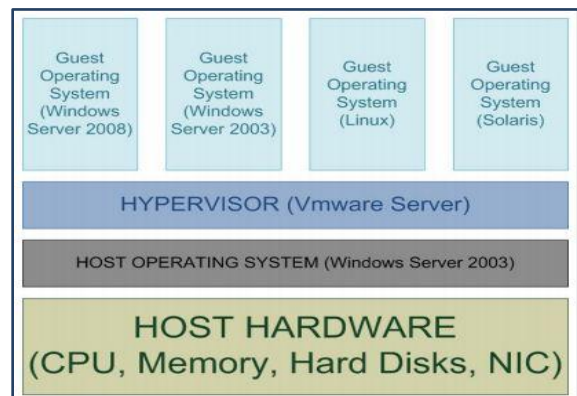 Guest
Operating
System
(Windows
Server 2008)
Guest
Operating
System
(Windows
Server 2003)
Guest
Operating
System
(Linux)
Guest
Operating
System
(Solaris)
HYPERVISOR (Vmware Server)
HOST OPERATING SYSTEM (Windows Server 2003)
HOST HARDWARE
(CPU, Memory, Hard Disks, NIC)